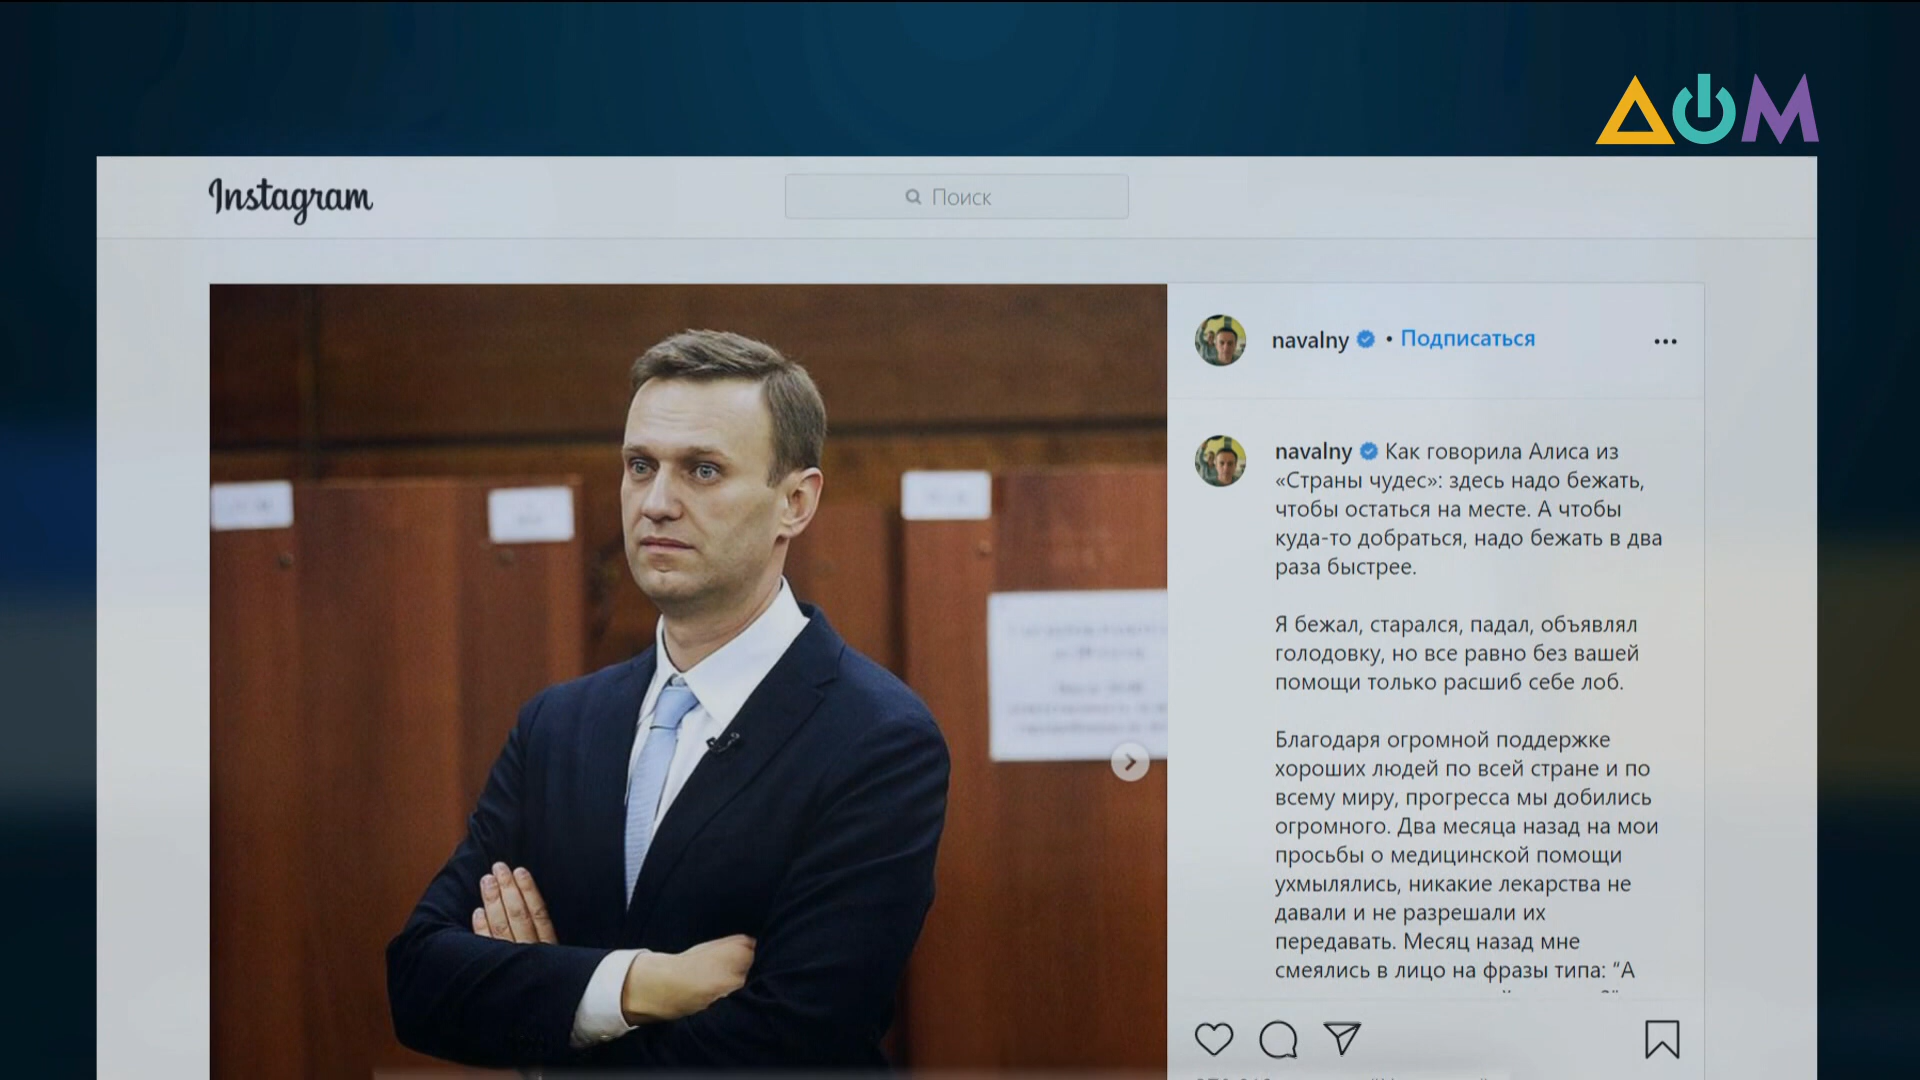 ДОМ
Instagram
Поиск
navalny • Подписаться
navalny Как говорила Алиса из
«Страны чудес»: здесь надо бежать,
чтобы остаться на месте. А чтобы
куда-то добраться, надо бежать в два
раза быстрее.
Я бежал, старался, падал, объявлял
голодовку, но все равно без вашей
помощи только расшиб себе лоб.
Благодаря огромной поддержке
хороших людей по всей стране и по
всему миру, прогресса мы добились
огромного. Два месяца назад на мои
просьбы о медицинской помощи
ухмылялись, никакие лекарства не
давали и не разрешали их
передавать. Месяц назад мне
смеялись в лицо на фразы типа: “А